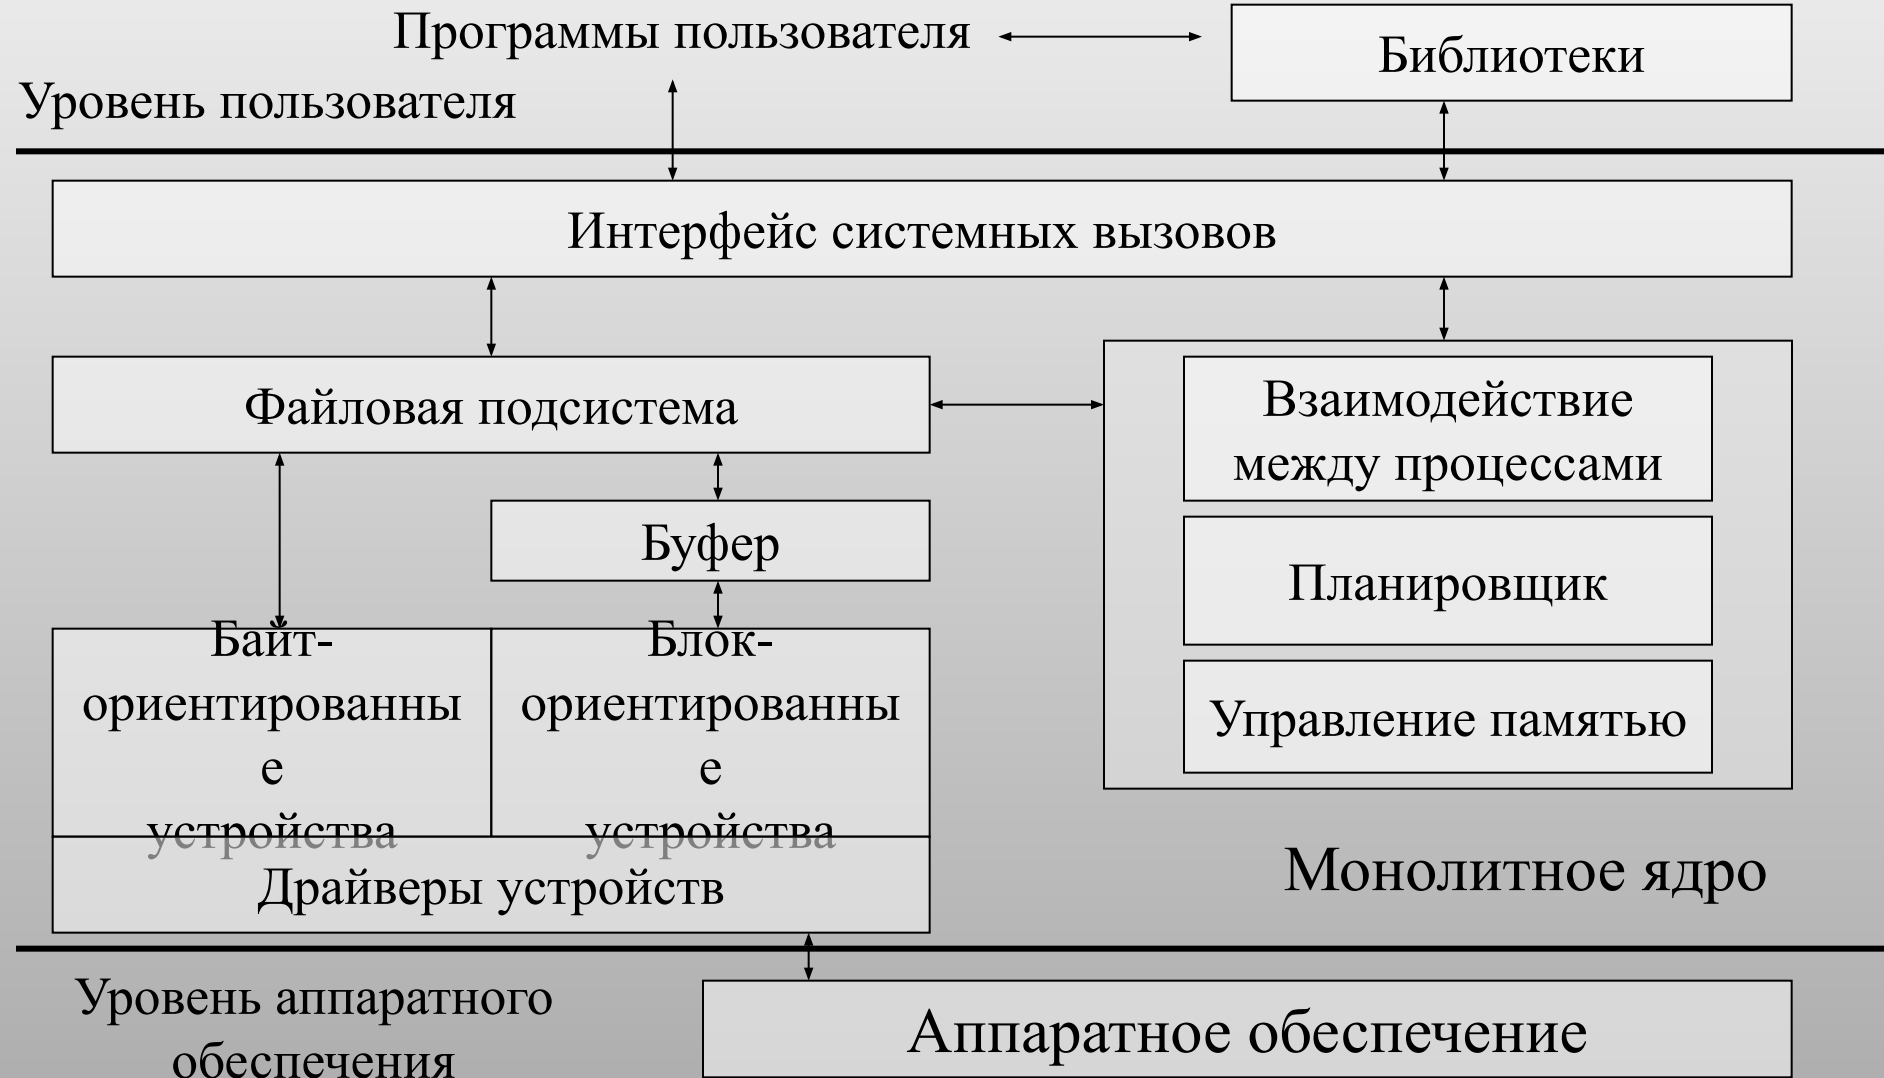 Программы пользователя
Библиотеки
Уровень пользователя
Интерфейс системных вызовов
Файловая подсистема
Взаимодействие
между процессами
Буфер
Планировщик
Байт-
ориентированны
е
устройства
Блок-
ориентированны
е
устройства
Управление памятью
Драйверы устройств
Монолитное ядро
Уровень аппаратного
обеспечения
Аппаратное обеспечение